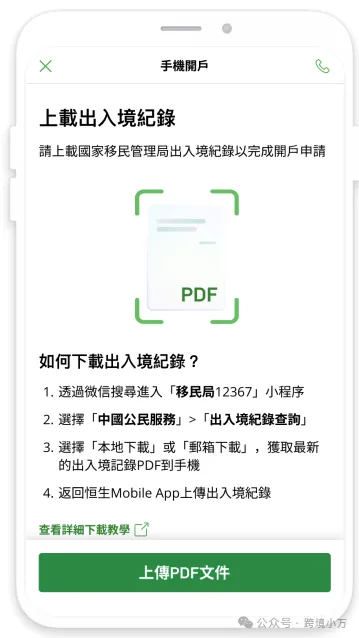 手機開戶
上載出入境紀錄
請上載國家移民管理局出入境紀錄以完成開戶申請
PDF
如何下載出入境紀錄？
1. 透過微信搜尋進入「移民局12367」小程序
2. 選擇「中國公民服務」>「出入境紀錄查詢」
3. 選擇「本地下載」或「郵箱下載」，獲取最新
的出入境記錄PDF到手機
4. 返回恒生Mobile App上傳出入境紀錄
查看詳細下載教學
上傳PDF文件
公众号 · 跨境小方